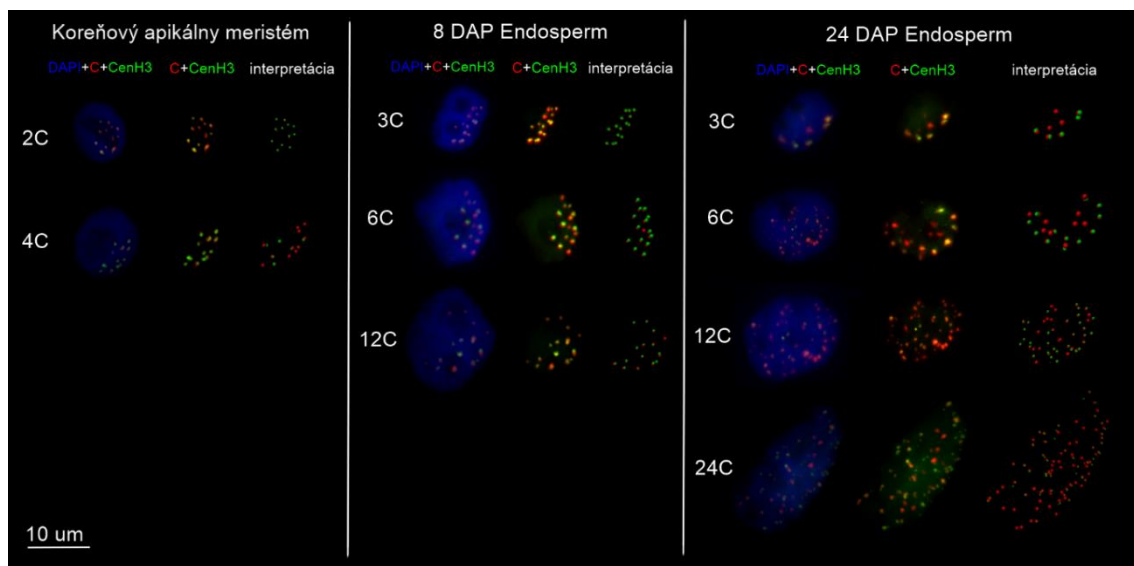 Koreňový apikálny meristém
DAPI+C+CenH3 C+CenH3 interpretácia
2C
4C
10 um
8 DAP Endosperm
DAPI+C+CenH3 C+CenH3 interpretácia
3C
6C
12C
24 DAP Endosperm
DAPI+C+CenH3 C+CenH3 interpretácia
3C
6C
12C
24C